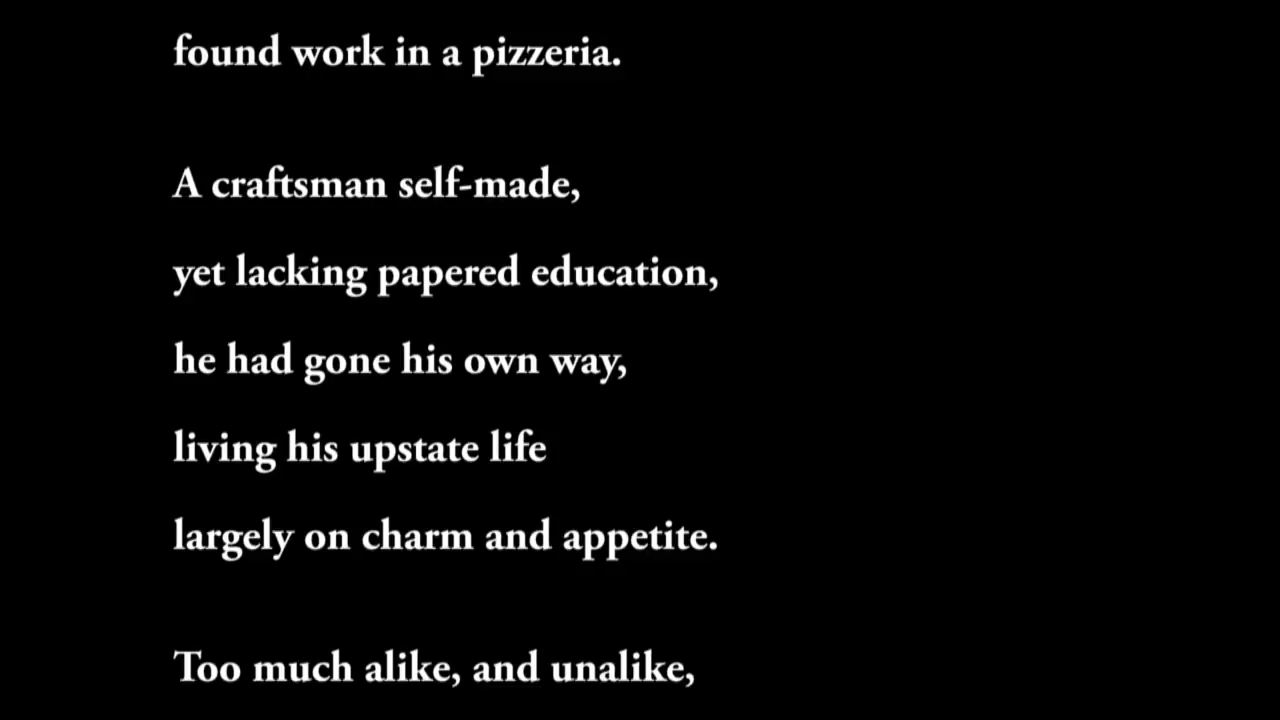 found work in a pizzeria.
A craftsman self-made,
yet lacking papered education,
he had gone his own way,
living his upstate life
largely on charm and appetite.
Too much alike, and unalike,